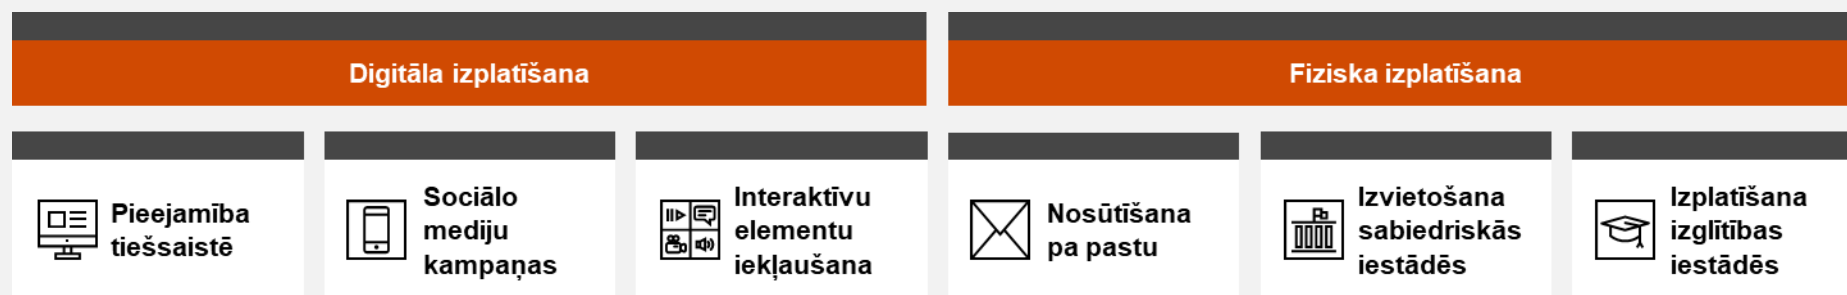 Digitāla izplatīšana
Fiziska izplatīšana
Pieejamība
tiešsaistē
Sociālo
mediju
kampaņas
Interaktīvu
elementu
iekļaušana
Nosūtīšana
pa pastu
Izvietošana
sabiedriskās
iestādēs
Izplatīšana
izglītības
iestādēs